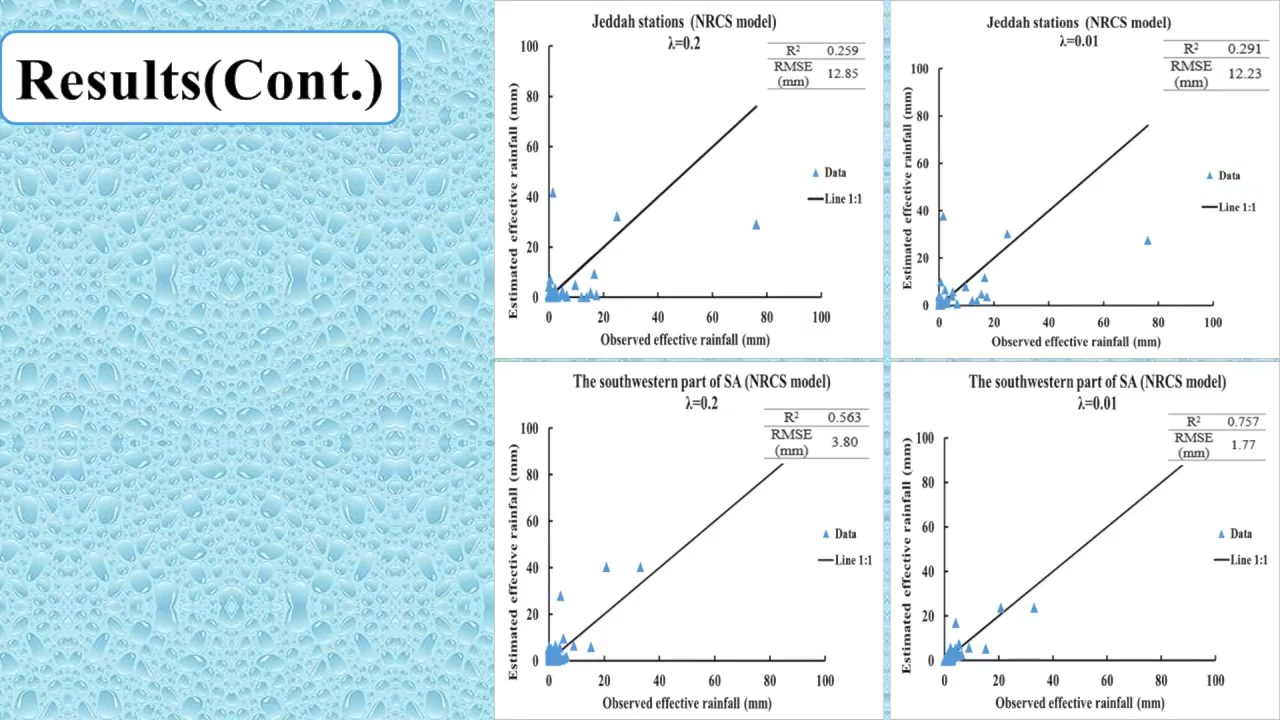 Results(Cont.)
Jeddah stations (NRCS model)
λ=0.2
R² 0.259
RMSE (mm) 12.85
100
80
60
40
20
0
Estimated effective rainfall (mm)
Data
Line 1:1
0 20 40 60 80 100
Observed effective rainfall (mm)
Jeddah stations (NRCS model)
λ=0.01
R² 0.291
RMSE (mm) 12.23
100
80
60
40
20
0
Estimated effective rainfall (mm)
Data
Line 1:1
0 20 40 60 80 100
Observed effective rainfall (mm)
The southwestern part of SA (NRCS model)
λ=0.2
R² 0.563
RMSE (mm) 3.80
100
80
60
40
20
0
Estimated effective rainfall (mm)
Data
Line 1:1
0 20 40 60 80 100
Observed effective rainfall (mm)
The southwestern part of SA (NRCS model)
λ=0.01
R² 0.757
RMSE (mm) 1.77
100
80
60
40
20
0
Estimated effective rainfall (mm)
Data
Line 1:1
0 20 40 60 80 100
Observed effective rainfall (mm)